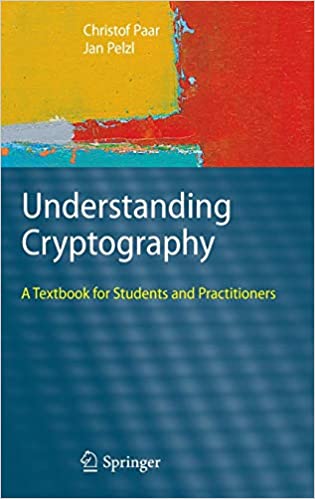 Christof Paar
Jan Pelzl
Understanding
Cryptography
A Textbook for Students and Practitioners
Springer